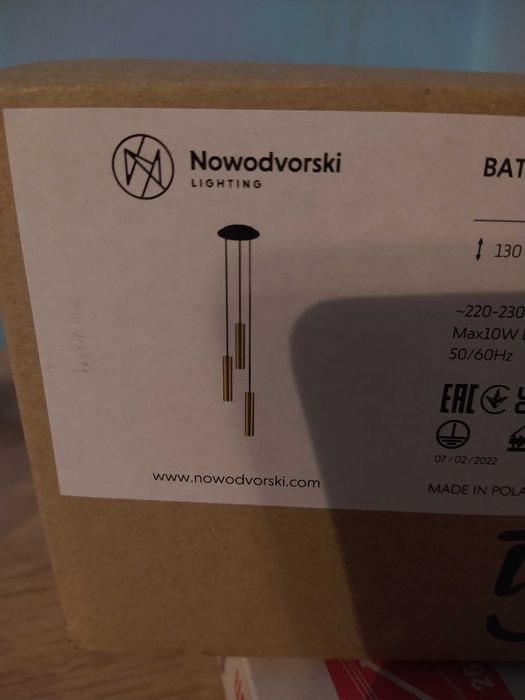 Nowodvorski
LIGHTING
BAT
130
~220-230
Max10W
50/60Hz
EAC
07/02/2022
www.nowodvorski.com
MADE IN POLA
26